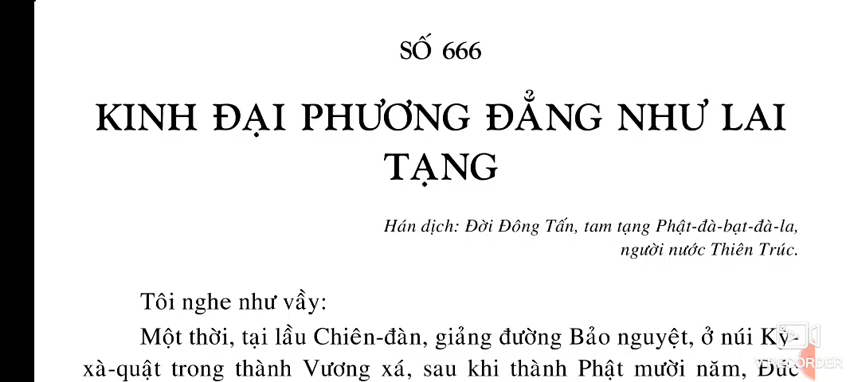 SỐ 666
KINH ĐẠI PHƯƠNG ĐẲNG NHƯ LAI
TẠNG
Hán dịch: Đời Đông Tấn, tam tạng Phật-đà-bạt-đà-la,
người nước Thiên Trúc.
Tôi nghe như vầy:
Một thời, tại lầu Chiên-đàn, giảng đường Bảo nguyệt, ở núi Kỳ-
xà-quật trong thành Vương xá, sau khi thành Phật mười năm, Đức